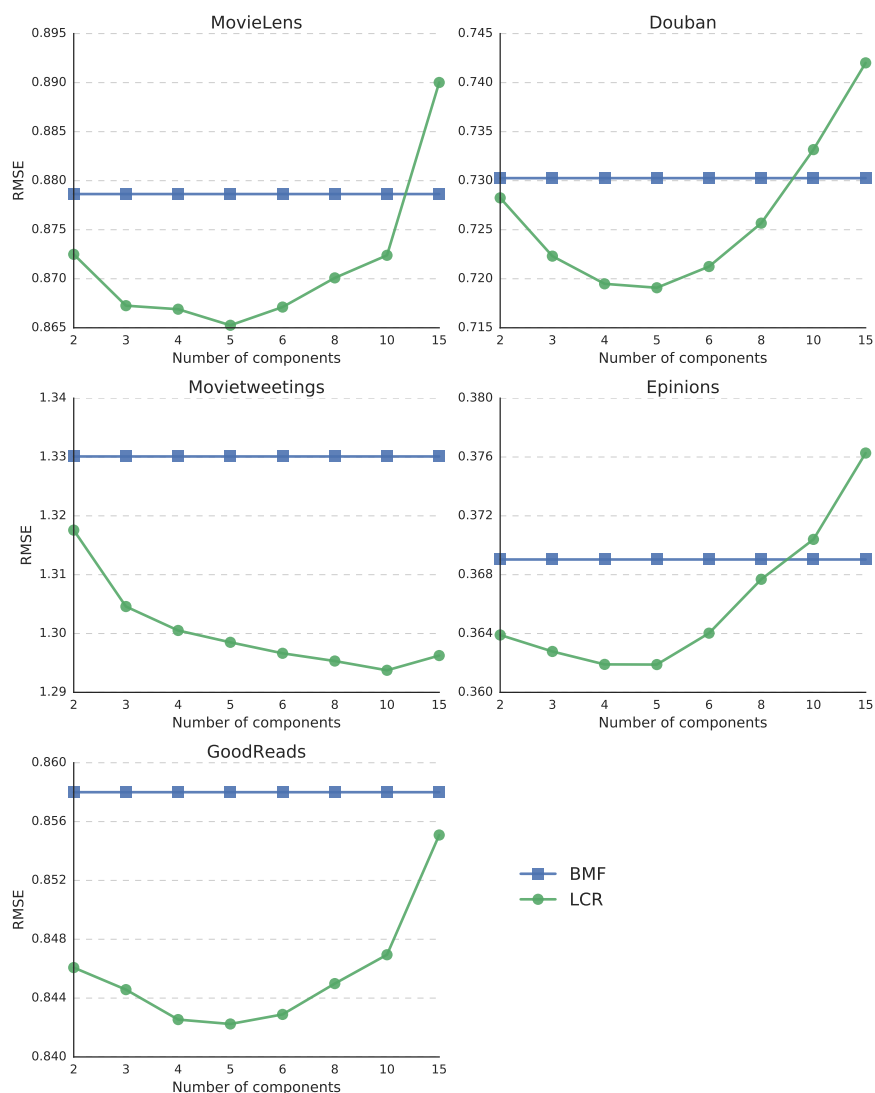 MovieLens
0.895
0.890
0.885
0.880
0.875
0.870
0.865
RMSE
2 3 4 5 6 8 10 15
Number of components
Douban
0.745
0.740
0.735
0.730
0.725
0.720
0.715
2 3 4 5 6 8 10 15
Number of components
Movietweetings
1.34
1.33
1.32
1.31
1.30
1.29
RMSE
2 3 4 5 6 8 10 15
Number of components
Epinions
0.380
0.376
0.372
0.368
0.364
0.360
2 3 4 5 6 8 10 15
Number of components
GoodReads
0.860
0.856
0.852
0.848
0.844
0.840
RMSE
2 3 4 5 6 8 10 15
Number of components
BMF
LCR